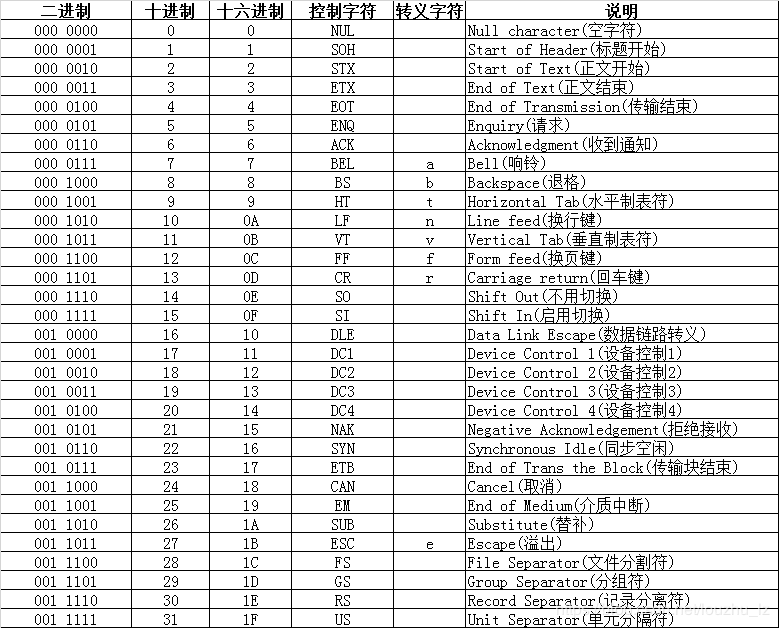 二进制 十进制 十六进制 控制字符 转义字符 说明
000 0000 0 0 NUL Null character(空字符)
000 0001 1 1 SOH Start of Header(标题开始)
000 0010 2 2 STX Start of Text(正文开始)
000 0011 3 3 ETX End of Text(正文结束)
000 0100 4 4 EOT End of Transmission(传输结束)
000 0101 5 5 ENQ Enquiry(请求)
000 0110 6 6 ACK Acknowledgment(收到通知)
000 0111 7 7 BEL a Bell(响铃)
000 1000 8 8 BS b Backspace(退格)
000 1001 9 9 HT t Horizontal Tab(水平制表符)
000 1010 10 0A LF n Line feed(换行键)
000 1011 11 0B VT v Vertical Tab(垂直制表符)
000 1100 12 0C FF f Form feed(换页键)
000 1101 13 0D CR r Carriage return(回车键)
000 1110 14 0E SO Shift Out(不用切换)
000 1111 15 0F SI Shift In(启用切换)
001 0000 16 10 DLE Data Link Escape(数据链路转义)
001 0001 17 11 DC1 Device Control 1(设备控制1)
001 0010 18 12 DC2 Device Control 2(设备控制2)
001 0011 19 13 DC3 Device Control 3(设备控制3)
001 0100 20 14 DC4 Device Control 4(设备控制4)
001 0101 21 15 NAK Negative Acknowledgement(拒绝接收)
001 0110 22 16 SYN Synchronous Idle(同步空闲)
001 0111 23 17 ETB End of Trans the Block(传输块结束)
001 1000 24 18 CAN Cancel(取消)
001 1001 25 19 EM End of Medium(介质中断)
001 1010 26 1A SUB Substitute(替补)
001 1011 27 1B ESC e Escape(溢出)
001 1100 28 1C FS File Separator(文件分割符)
001 1101 29 1D GS Group Separator(分组符)
001 1110 30 1E RS Record Separator(记录分离符)
001 1111 31 1F US Unit Separator(单元分隔符)